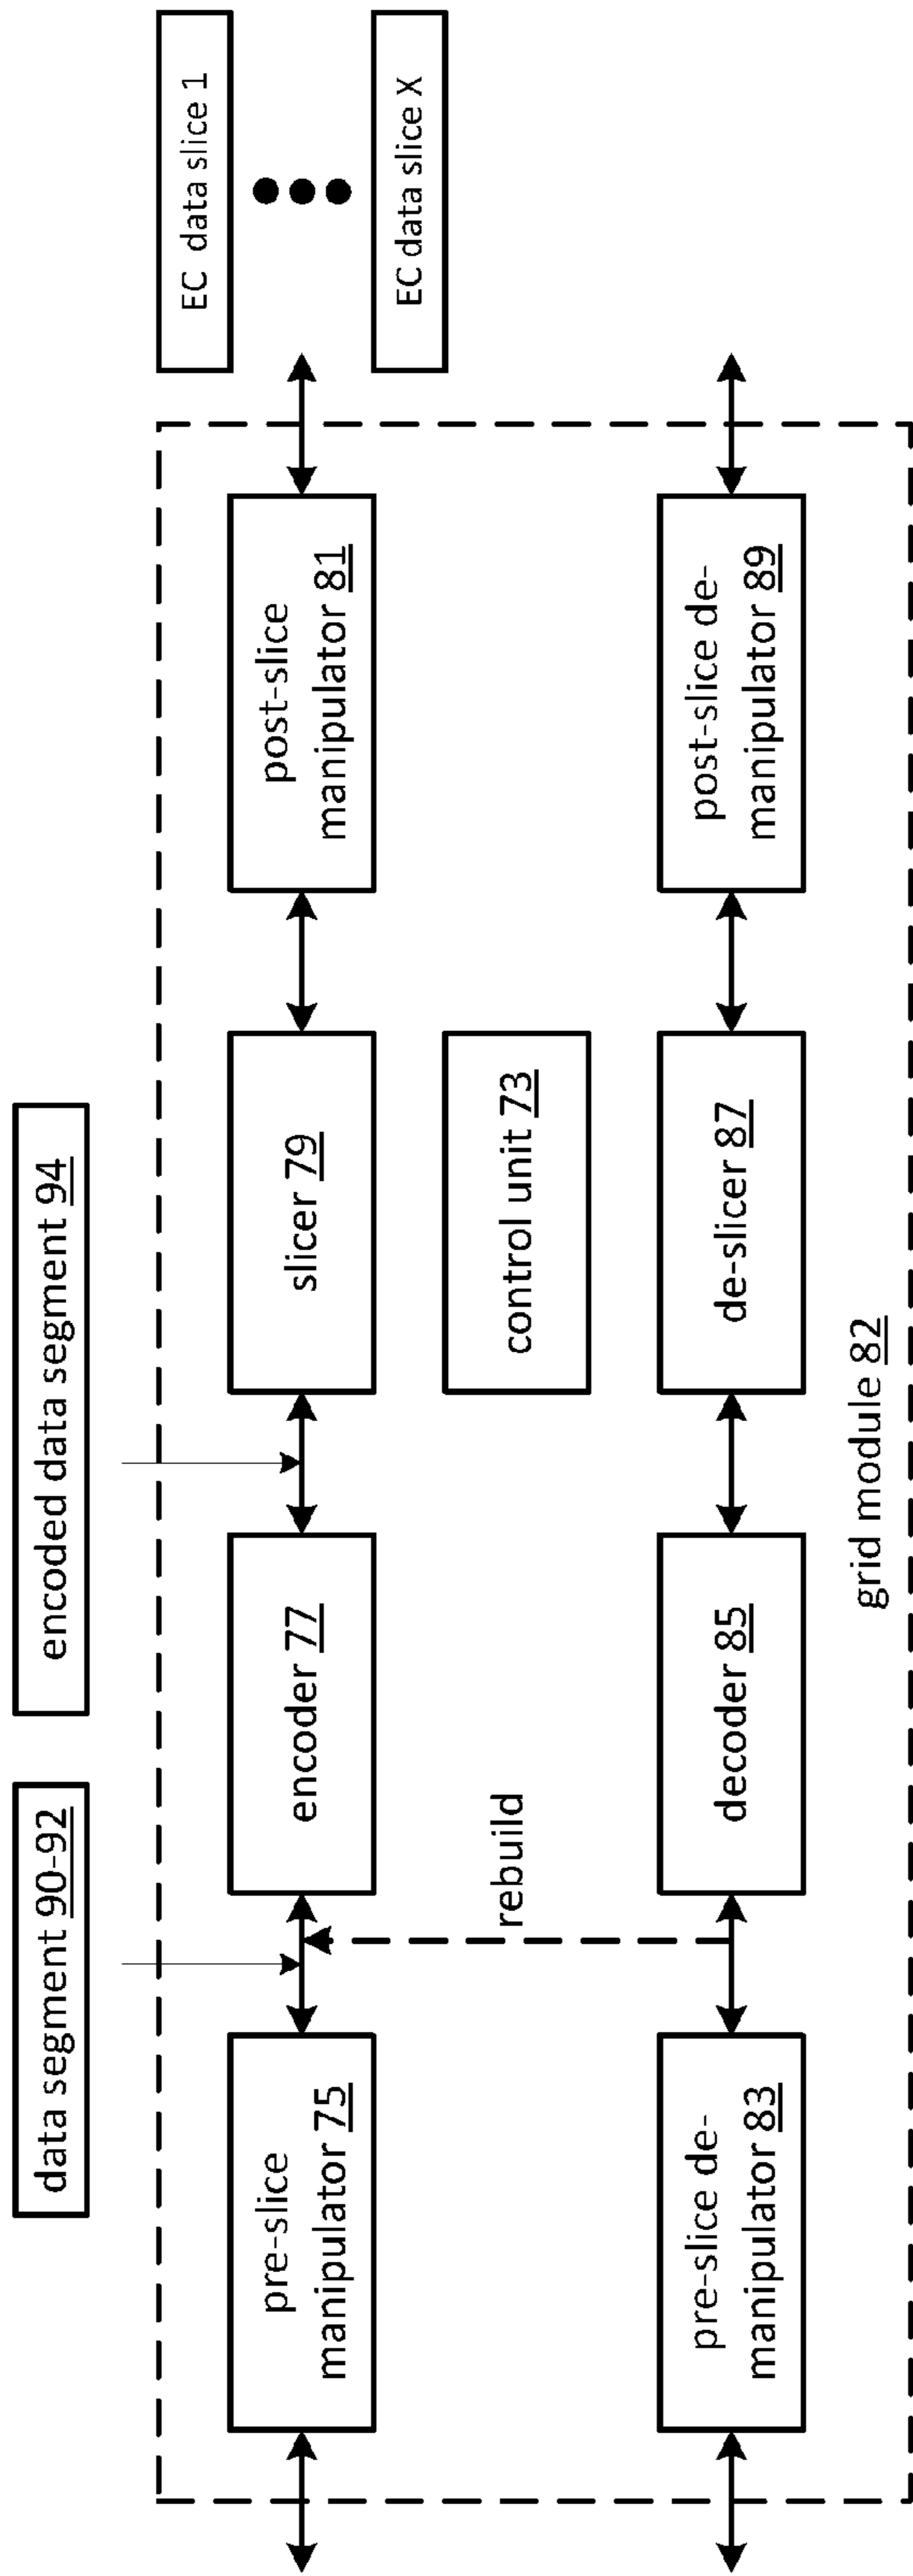 data segment 90-92
encoded data segment 94
EC data slice 1
EC data slice X
pre-slice
manipulator 75
encoder 77
slicer 79
post-slice
manipulator 81
rebuild
control unit 73
pre-slice de-
manipulator 83
decoder 85
de-slicer 87
post-slice de-
manipulator 89
grid module 82